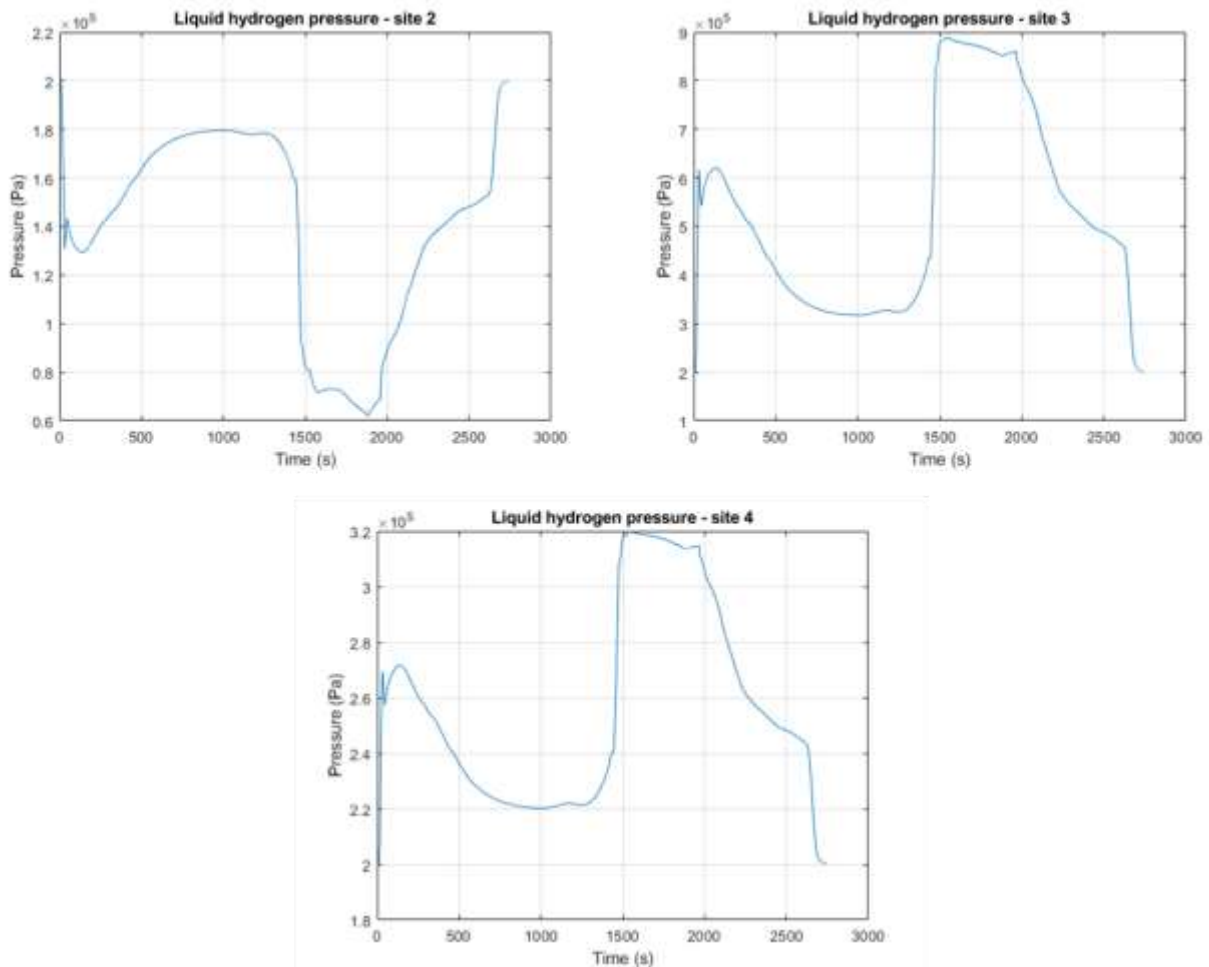 Liquid hydrogen pressure - site 2
×10⁵
Pressure (Pa)
2.2
2
1.8
1.6
1.4
1.2
1
0.8
0.6
0 500 1000 1500 2000 2500 3000
Time (s)
Liquid hydrogen pressure - site 3
×10⁵
Pressure (Pa)
9
8
7
6
5
4
3
2
1
0 500 1000 1500 2000 2500 3000
Time (s)
Liquid hydrogen pressure - site 4
×10⁵
Pressure (Pa)
3.2
3
2.8
2.6
2.4
2.2
2
1.8
0 500 1000 1500 2000 2500 3000
Time (s)